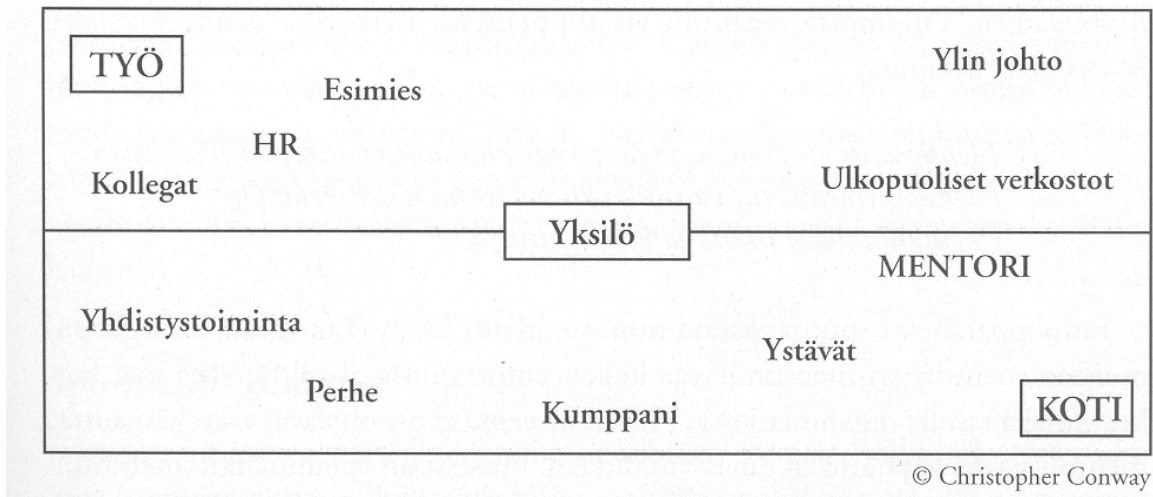 TYÖ
Ylin johto
Esimies
HR
Kollegat
Ulkopuoliset verkostot
Yksilö
MENTORI
Yhdistystoiminta
Ystävät
Perhe
Kumppani
KOTI
© Christopher Conway